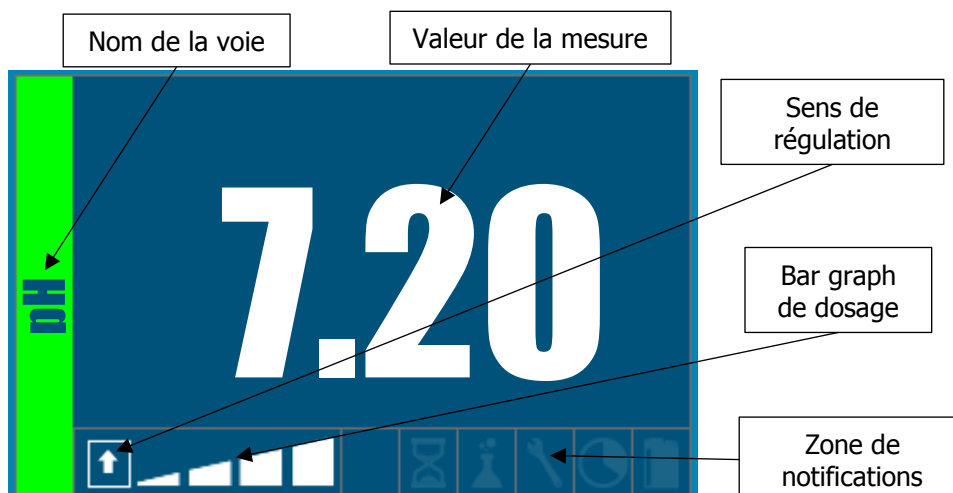 Nom de la voie
Valeur de la mesure
Sens de
régulation
7.20
pH
Bar graph
de dosage
Zone de
notifications